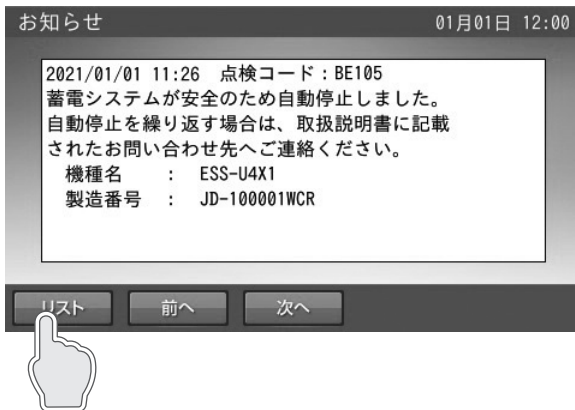 お知らせ 01月01日 12:00
2021/01/01 11:26 点検コード：BE105
蓄電システムが安全のため自動停止しました。
自動停止を繰り返す場合は、取扱説明書に記載
されたお問い合わせ先へご連絡ください。
機種名 ： ESS-U4X1
製造番号 ： JD-100001WCR
リスト 前へ 次へ